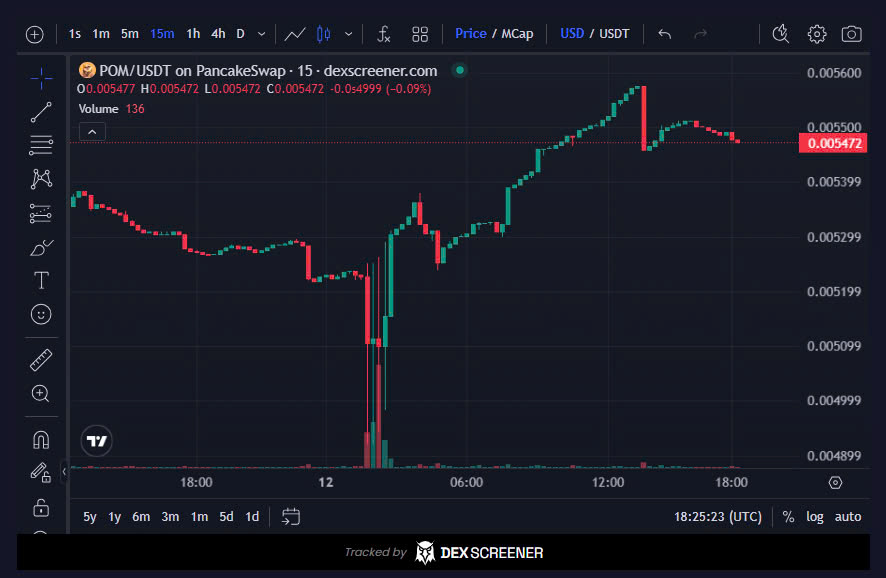 1s 1m 5m 15m 1h 4h D Price / MCap USD / USDT
POM/USDT on PancakeSwap · 15 · dexscreener.com
O0.005477 H0.005472 L0.005472 C0.005472 -0.0₅4999 (−0.09%)
Volume 136
0.005600
0.005500
0.005472
0.005399
0.005299
0.005199
0.005099
0.004999
0.004899
18:00 12 06:00 12:00 18:00
5y 1y 6m 3m 1m 5d 1d 18:25:23 (UTC) % log auto
Tracked by DEXSCREENER